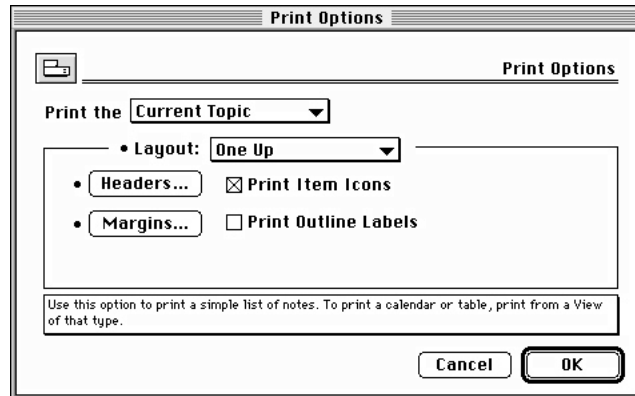 Print Options
Print Options
Print the Current Topic
• Layout: One Up
• Headers... Print Item Icons
• Margins... Print Outline Labels
Use this option to print a simple list of notes. To print a calendar or table, print from a View
of that type.
Cancel OK